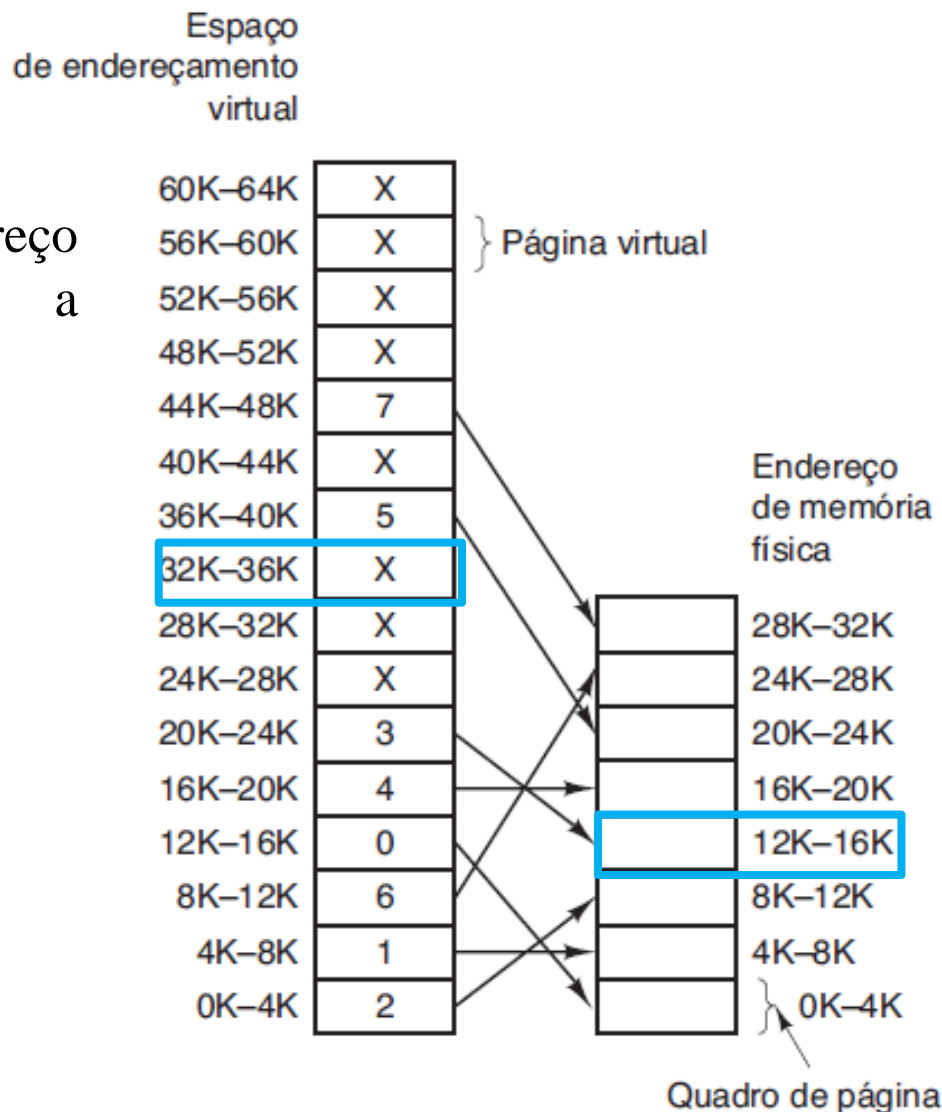 Espaço
de endereçamento
virtual
reço
a
60K–64K X
56K–60K X Página virtual
52K–56K X
48K–52K X
44K–48K 7
40K–44K X
36K–40K 5
32K–36K X
28K–32K X
24K–28K X
20K–24K 3
16K–20K 4
12K–16K 0
8K–12K 6
4K–8K 1
0K–4K 2
Endereço
de memória
física
28K–32K
24K–28K
20K–24K
16K–20K
12K–16K
8K–12K
4K–8K
0K–4K
Quadro de página